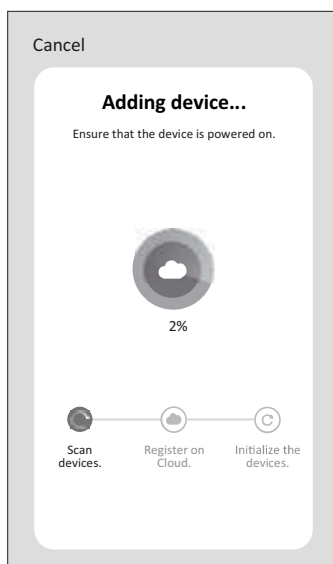 Cancel
Adding device...
Ensure that the device is powered on.
2%
Scan
devices.
Register on
Cloud.
Initialize the
devices.